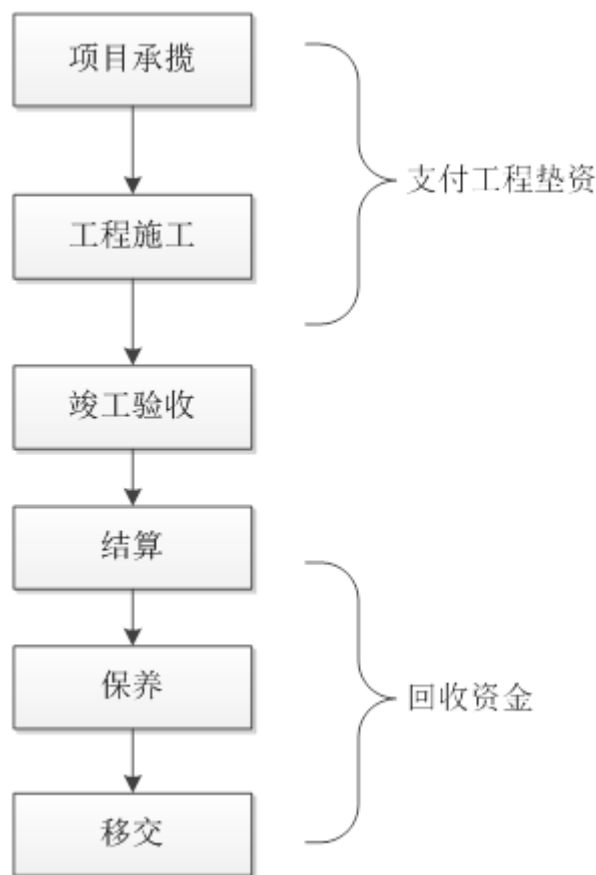 项目承揽
支付工程垫资
工程施工
竣工验收
结算
保养
回收资金
移交